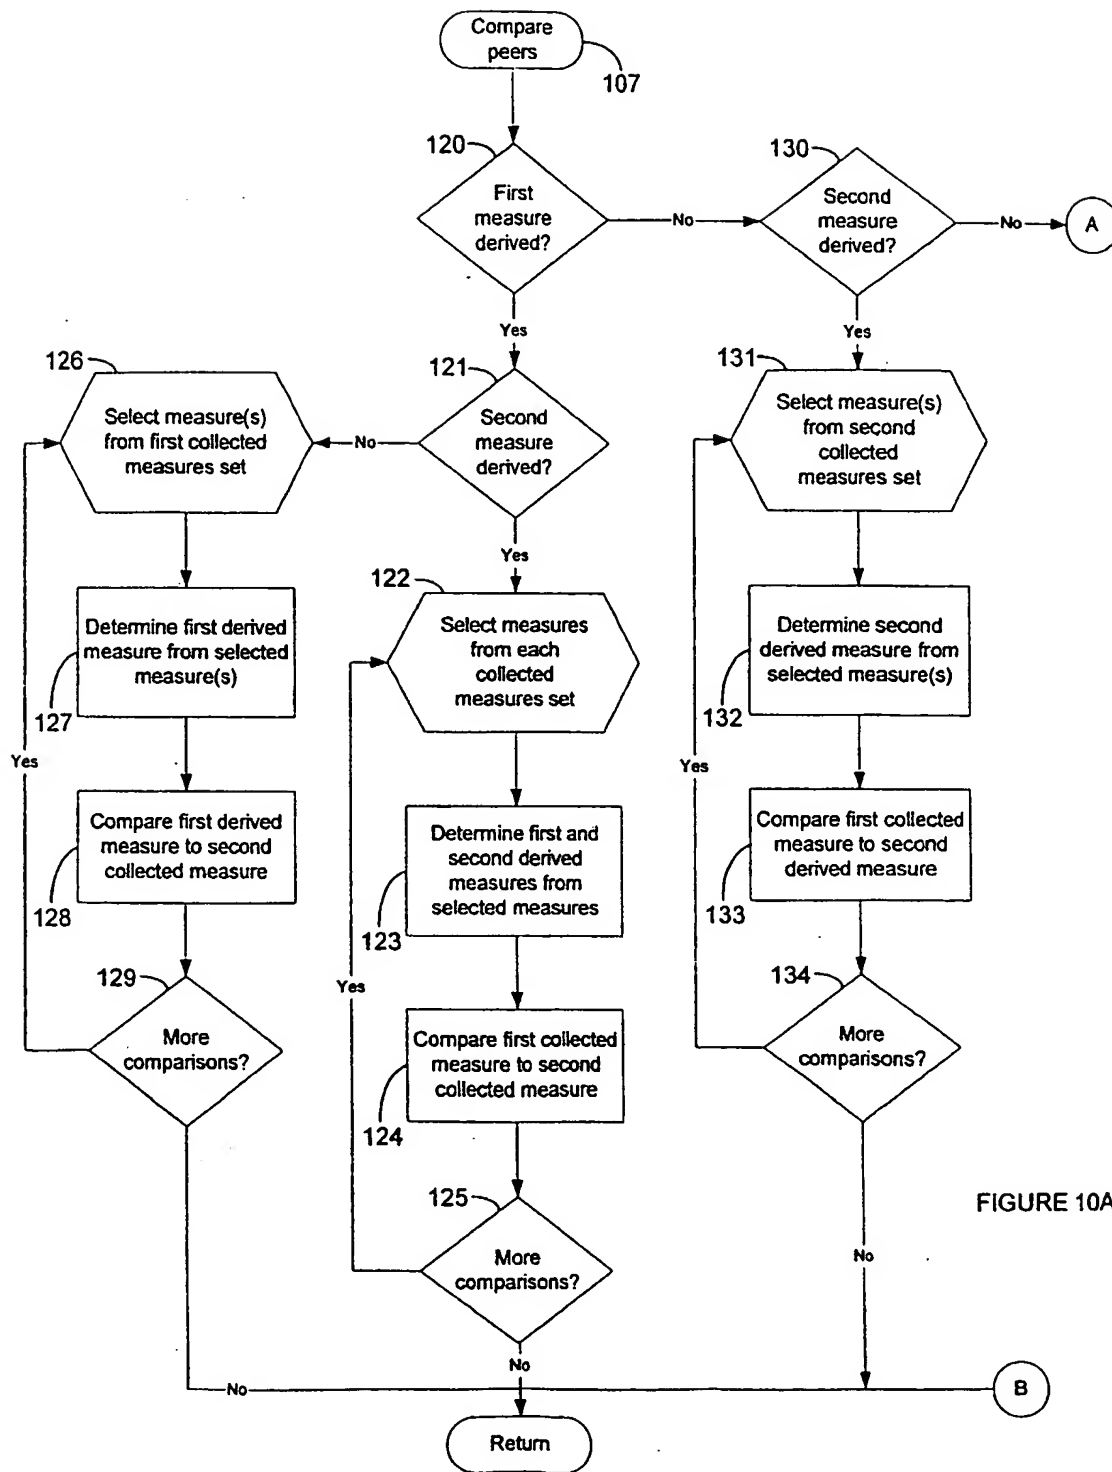 Compare
peers
107
120
First
measure
derived?
No
130
Second
measure
derived?
No
A
Yes
Yes
126
Select measure(s)
from first collected
measures set
No
121
Second
measure
derived?
131
Select measure(s)
from second
collected
measures set
Yes
122
Select measures
from each
collected
measures set
Determine first derived
measure from selected
measure(s)
127
Determine second
derived measure from
selected measure(s)
132
Yes
Yes
Compare first derived
measure to second
collected measure
128
Determine first and
second derived
measures from
selected measures
123
Compare first collected
measure to second
derived measure
133
129
More
comparisons?
Yes
134
More
comparisons?
Compare first collected
measure to second
collected measure
124
125
More
comparisons?
No
FIGURE 10A
No
No
B
Return